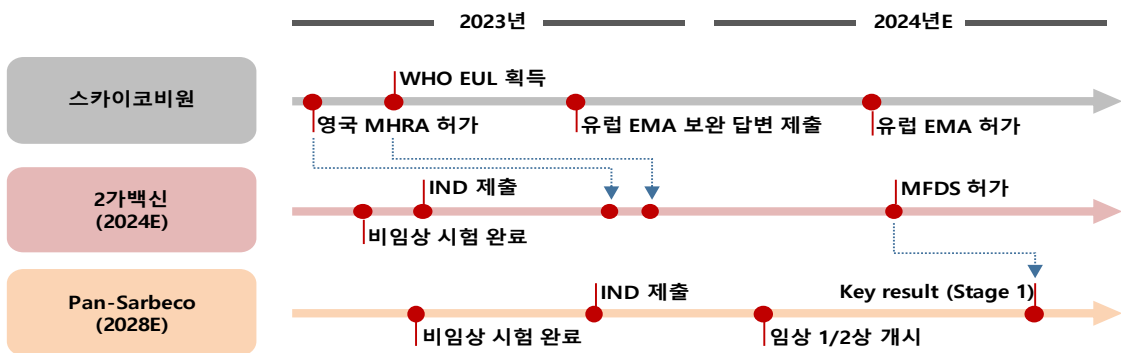 2023년
2024년E
스카이코비원
WHO EUL 획득
영국 MHRA 허가
유럽 EMA 보완 답변 제출
유럽 EMA 허가
2가백신
(2024E)
IND 제출
MFDS 허가
비임상 시험 완료
Pan-Sarbeco
(2028E)
IND 제출
Key result (Stage 1)
비임상 시험 완료
임상 1/2상 개시